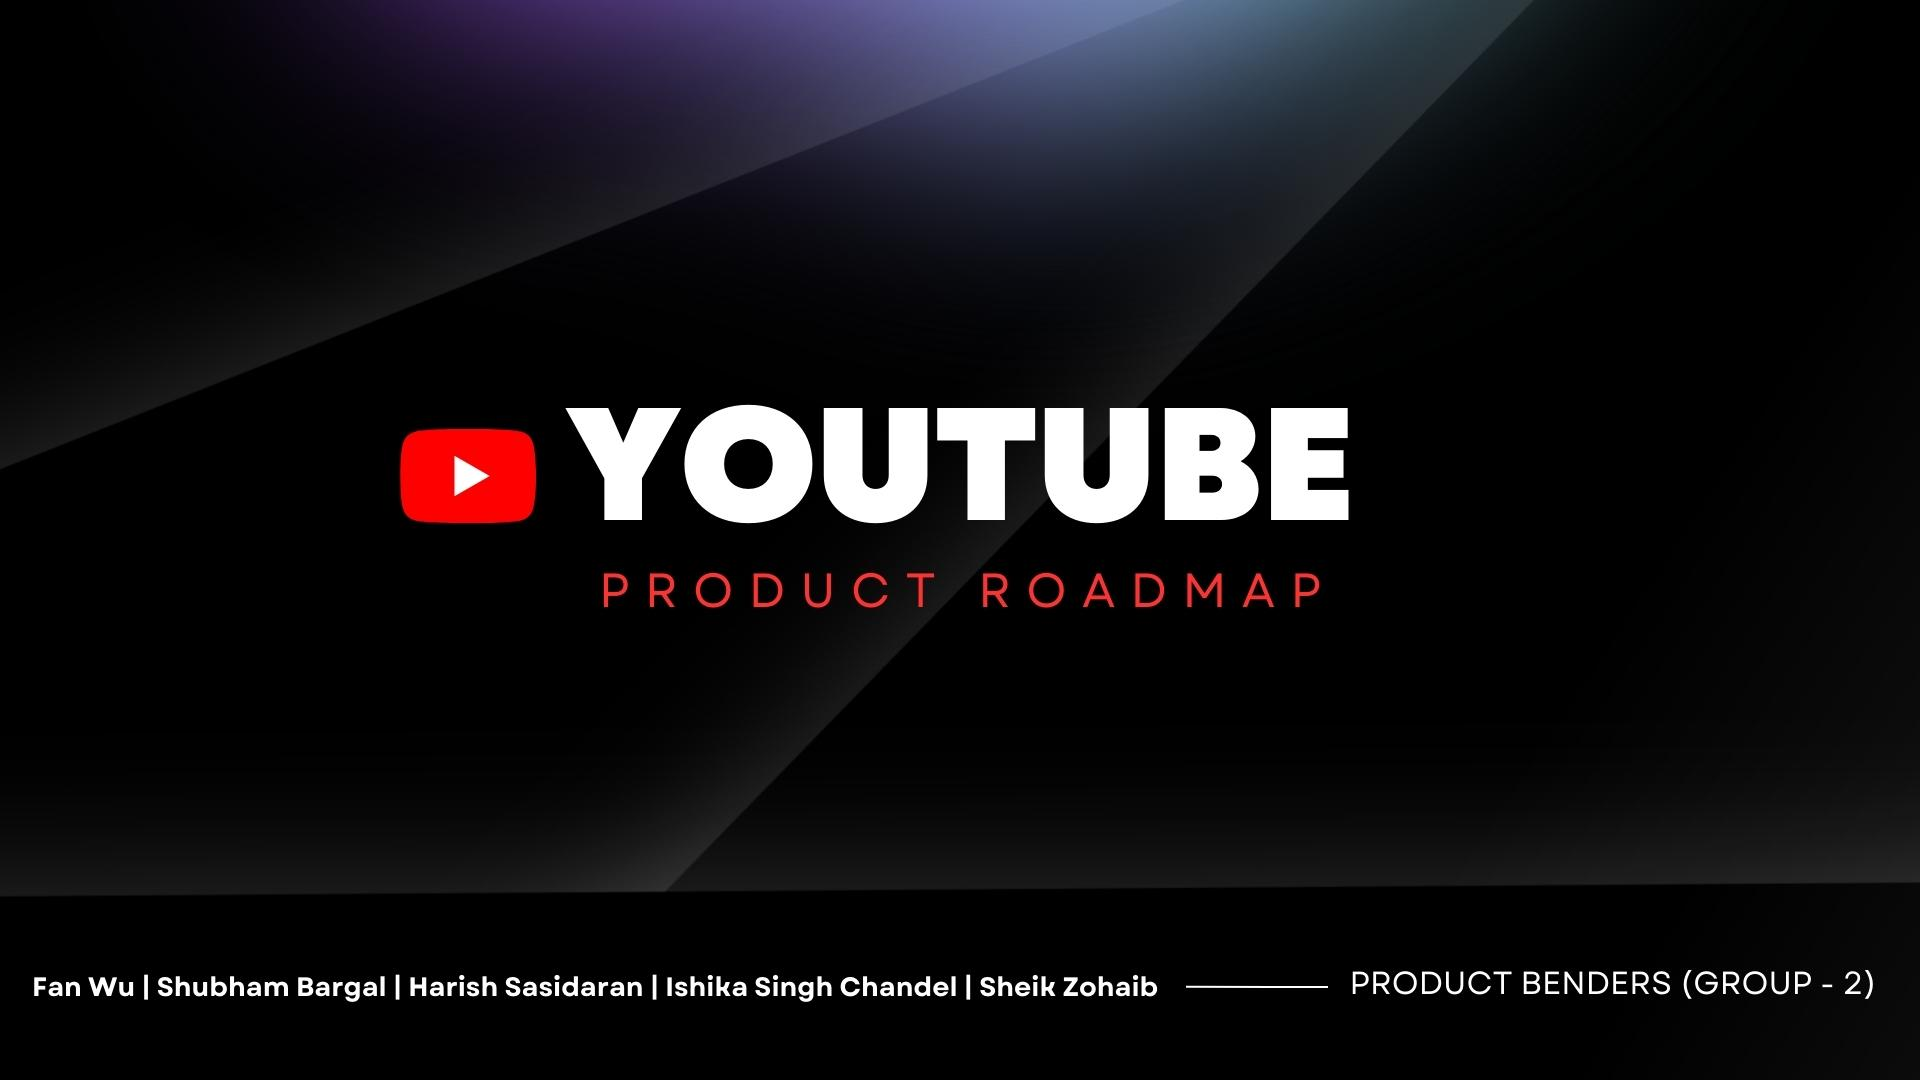 YOUTUBE
PRODUCT ROADMAP
Fan Wu | Shubham Bargal | Harish Sasidaran | Ishika Singh Chandel | Sheik Zohaib
PRODUCT BENDERS (GROUP - 2)